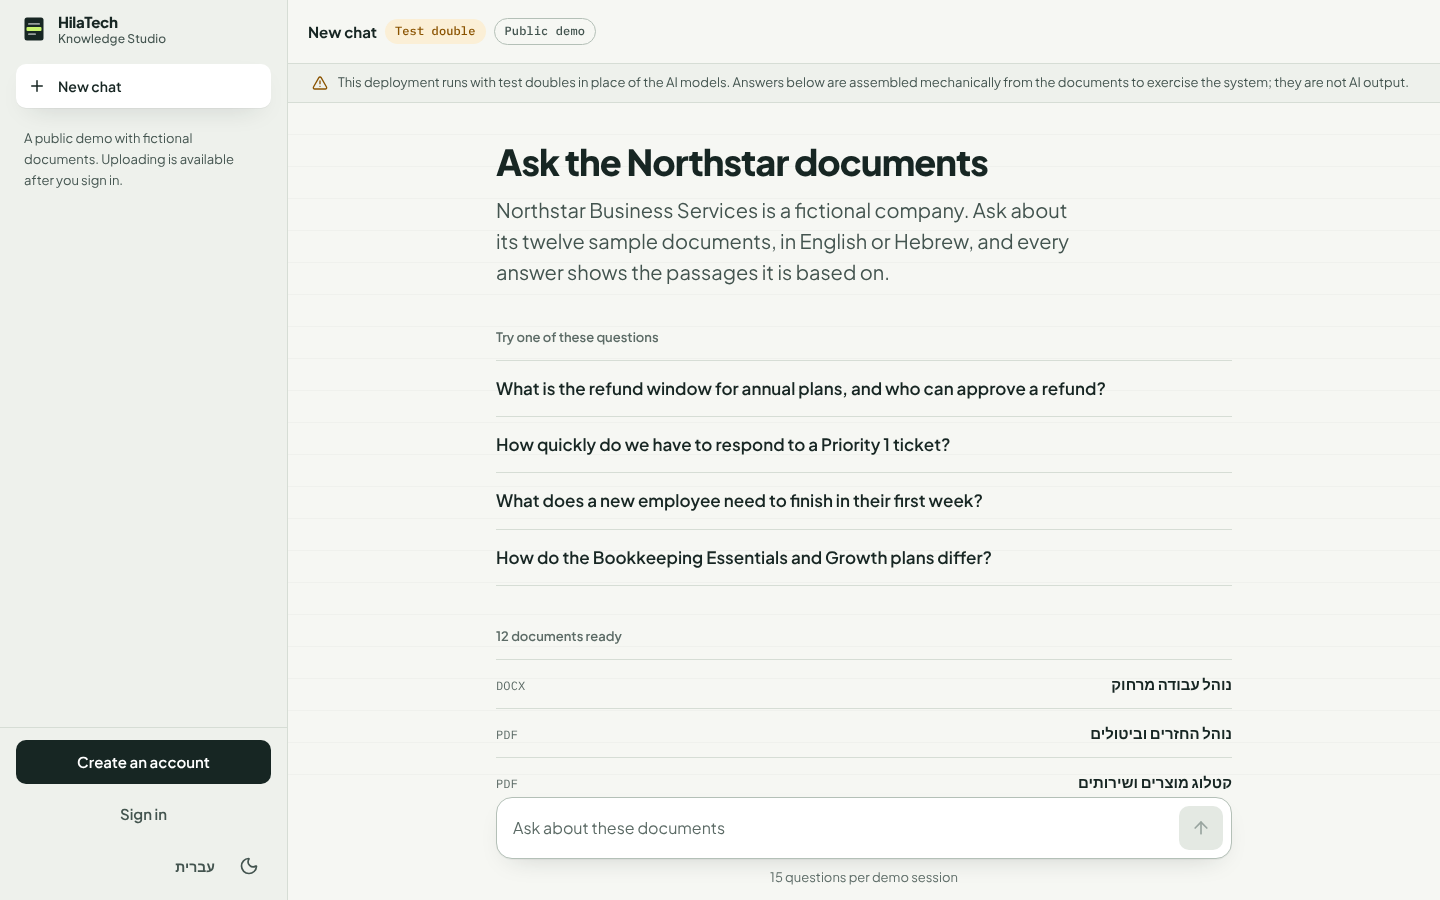 HilaTech
Knowledge Studio
New chat
A public demo with fictional
documents. Uploading is available
after you sign in.
Create an account
Sign in
עברית
New chat
Test double
Public demo
This deployment runs with test doubles in place of the AI models. Answers below are assembled mechanically from the documents to exercise the system; they are not AI output.
Ask the Northstar documents
Northstar Business Services is a fictional company. Ask about
its twelve sample documents, in English or Hebrew, and every
answer shows the passages it is based on.
Try one of these questions
What is the refund window for annual plans, and who can approve a refund?
How quickly do we have to respond to a Priority 1 ticket?
What does a new employee need to finish in their first week?
How do the Bookkeeping Essentials and Growth plans differ?
12 documents ready
DOCX
נוהל עבודה מרחוק
PDF
נוהל החזרים וביטולים
PDF
קטלוג מוצרים ושירותים
Ask about these documents
15 questions per demo session